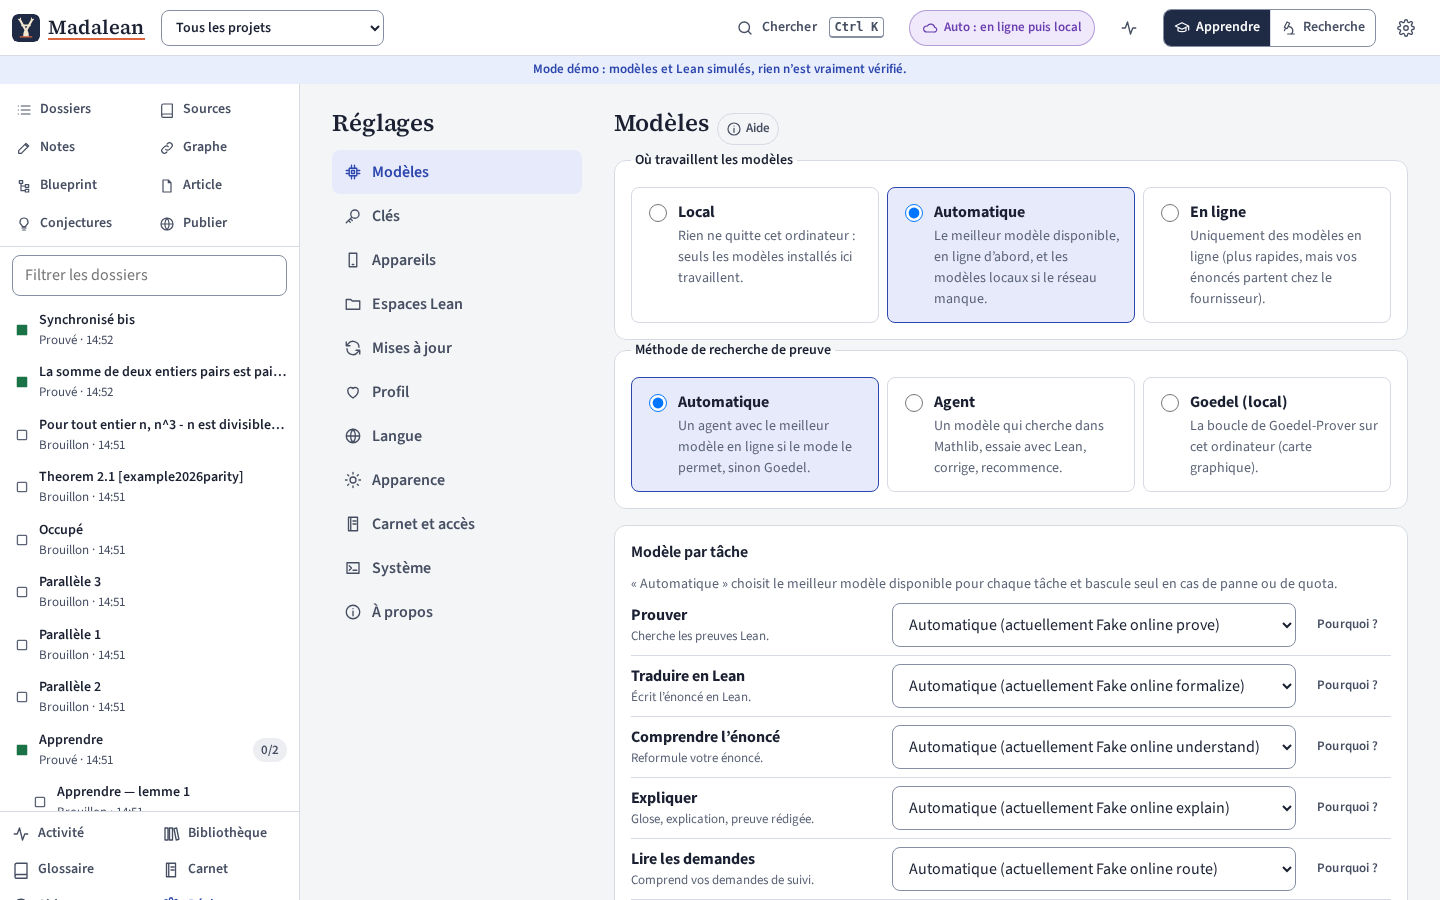 Madalean
Tous les projets
Chercher
Ctrl K
Auto : en ligne puis local
Apprendre
Recherche
Mode démo : modèles et Lean simulés, rien n’est vraiment vérifié.
Dossiers
Sources
Notes
Graphe
Blueprint
Article
Conjectures
Publier
Filtrer les dossiers
Synchronisé bis
Prouvé · 14:52
La somme de deux entiers pairs est pai…
Prouvé · 14:52
Pour tout entier n, n^3 - n est divisible…
Brouillon · 14:51
Theorem 2.1 [example2026parity]
Brouillon · 14:51
Occupé
Brouillon · 14:51
Parallèle 3
Brouillon · 14:51
Parallèle 1
Brouillon · 14:51
Parallèle 2
Brouillon · 14:51
Apprendre
Prouvé · 14:51
0/2
Apprendre — lemme 1
Brouillon · 14:51
Activité
Bibliothèque
Glossaire
Carnet
Réglages
Modèles
Clés
Appareils
Espaces Lean
Mises à jour
Profil
Langue
Apparence
Carnet et accès
Système
À propos
Modèles
Aide
Où travaillent les modèles
Local
Rien ne quitte cet ordinateur :
seuls les modèles installés ici
travaillent.
Automatique
Le meilleur modèle disponible,
en ligne d’abord, et les
modèles locaux si le réseau
manque.
En ligne
Uniquement des modèles en
ligne (plus rapides, mais vos
énoncés partent chez le
fournisseur).
Méthode de recherche de preuve
Automatique
Un agent avec le meilleur
modèle en ligne si le mode le
permet, sinon Goedel.
Agent
Un modèle qui cherche dans
Mathlib, essaie avec Lean,
corrige, recommence.
Goedel (local)
La boucle de Goedel-Prover sur
cet ordinateur (carte
graphique).
Modèle par tâche
« Automatique » choisit le meilleur modèle disponible pour chaque tâche et bascule seul en cas de panne ou de quota.
Prouver
Cherche les preuves Lean.
Automatique (actuellement Fake online prove)
Pourquoi ?
Traduire en Lean
Écrit l’énoncé en Lean.
Automatique (actuellement Fake online formalize)
Pourquoi ?
Comprendre l’énoncé
Reformule votre énoncé.
Automatique (actuellement Fake online understand)
Pourquoi ?
Expliquer
Glose, explication, preuve rédigée.
Automatique (actuellement Fake online explain)
Pourquoi ?
Lire les demandes
Comprend vos demandes de suivi.
Automatique (actuellement Fake online route)
Pourquoi ?